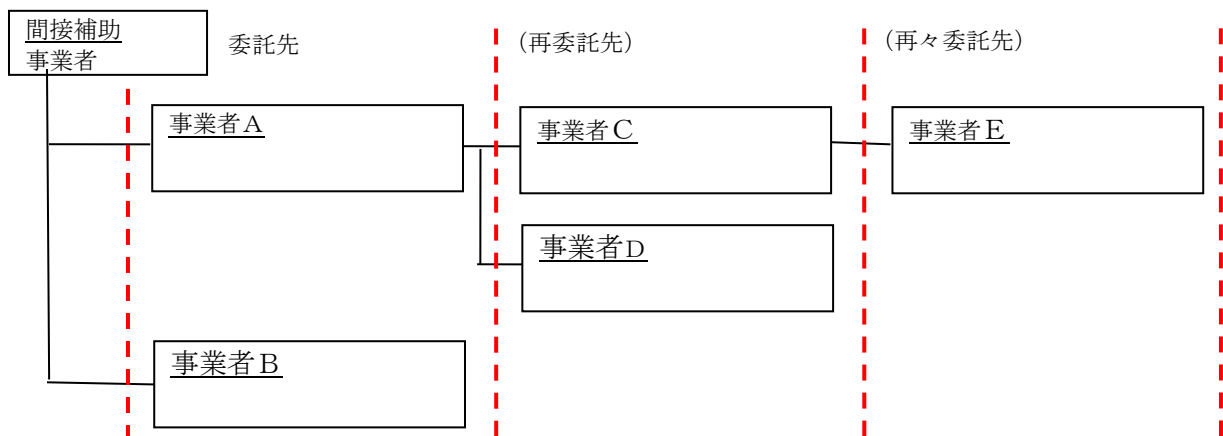 間接補助
事業者
委託先
(再委託先)
(再々委託先)
事業者A
事業者C
事業者E
事業者D
事業者B